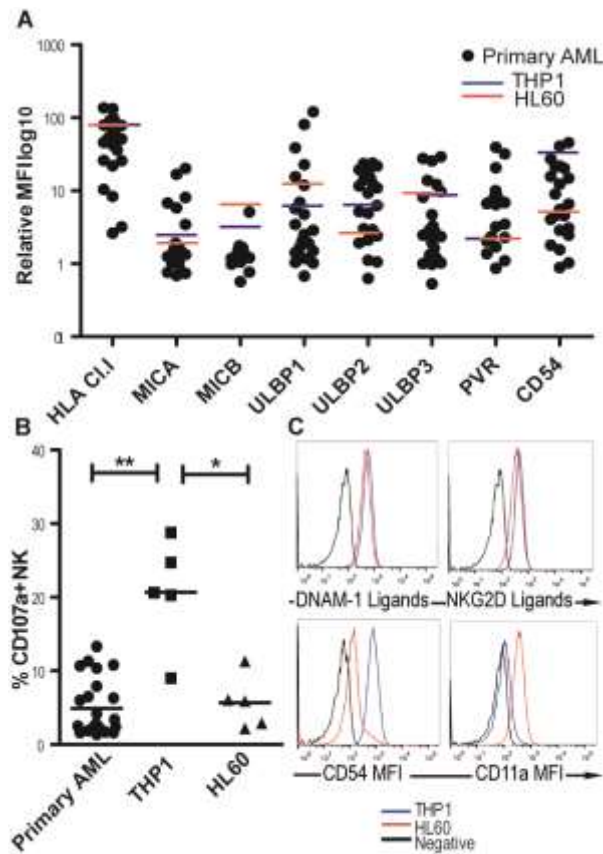 A
1000
100
10
1
0.
Relative MFI log10
Primary AML
THP1
HL60
HLA Cl.I
MICA
MICB
ULBP1
ULBP2
ULBP3
PVR
CD54
B
40
30
20
10
0
% CD107a+NK
**
*
Primary AML
THP1
HL60
C
DNAM-1 Ligands
NKG2D Ligands
CD54 MFI
CD11a MFI
THP1
HL60
Negative